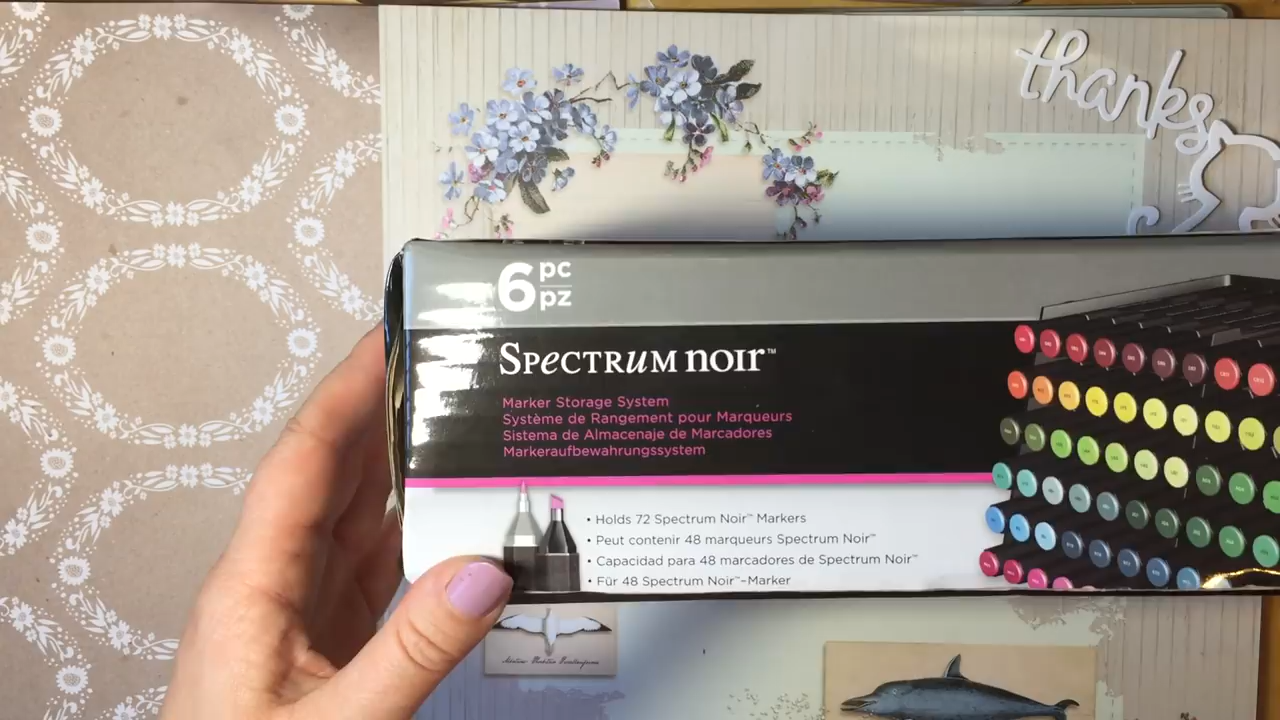 thanks
6 pc
pz
SPECTRUM noir™
Marker Storage System
Système de Rangement pour Marqueurs
Sistema de Almacenaje de Marcadores
Markeraufbewahrungssystem
• Holds 72 Spectrum Noir™ Markers
• Peut contenir 48 marqueurs Spectrum Noir™
• Capacidad para 48 marcadores de Spectrum Noir™
• Für 48 Spectrum Noir™-Marker